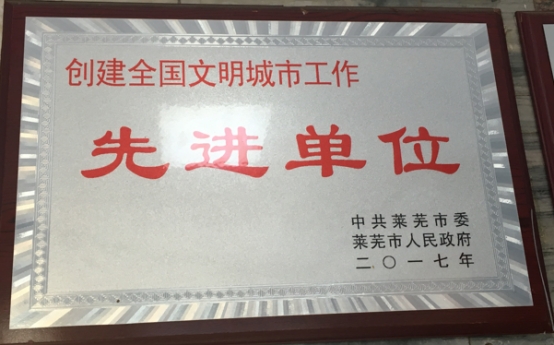 创建全国文明城市工作
先进单位
中共莱芜市委
莱芜市人民政府
二〇一七年